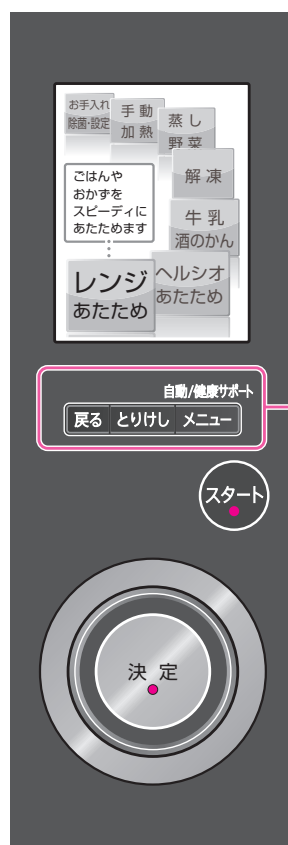 お手入れ
除菌・設定
手動
加熱
蒸し
野菜
解凍
牛乳
酒のかん
ヘルシオ
あたため
レンジ
あたため
ごはんや
おかずを
スピーディに
あたためます
自動/健康サポート
戻る とりけし メニュー
スタート
決定